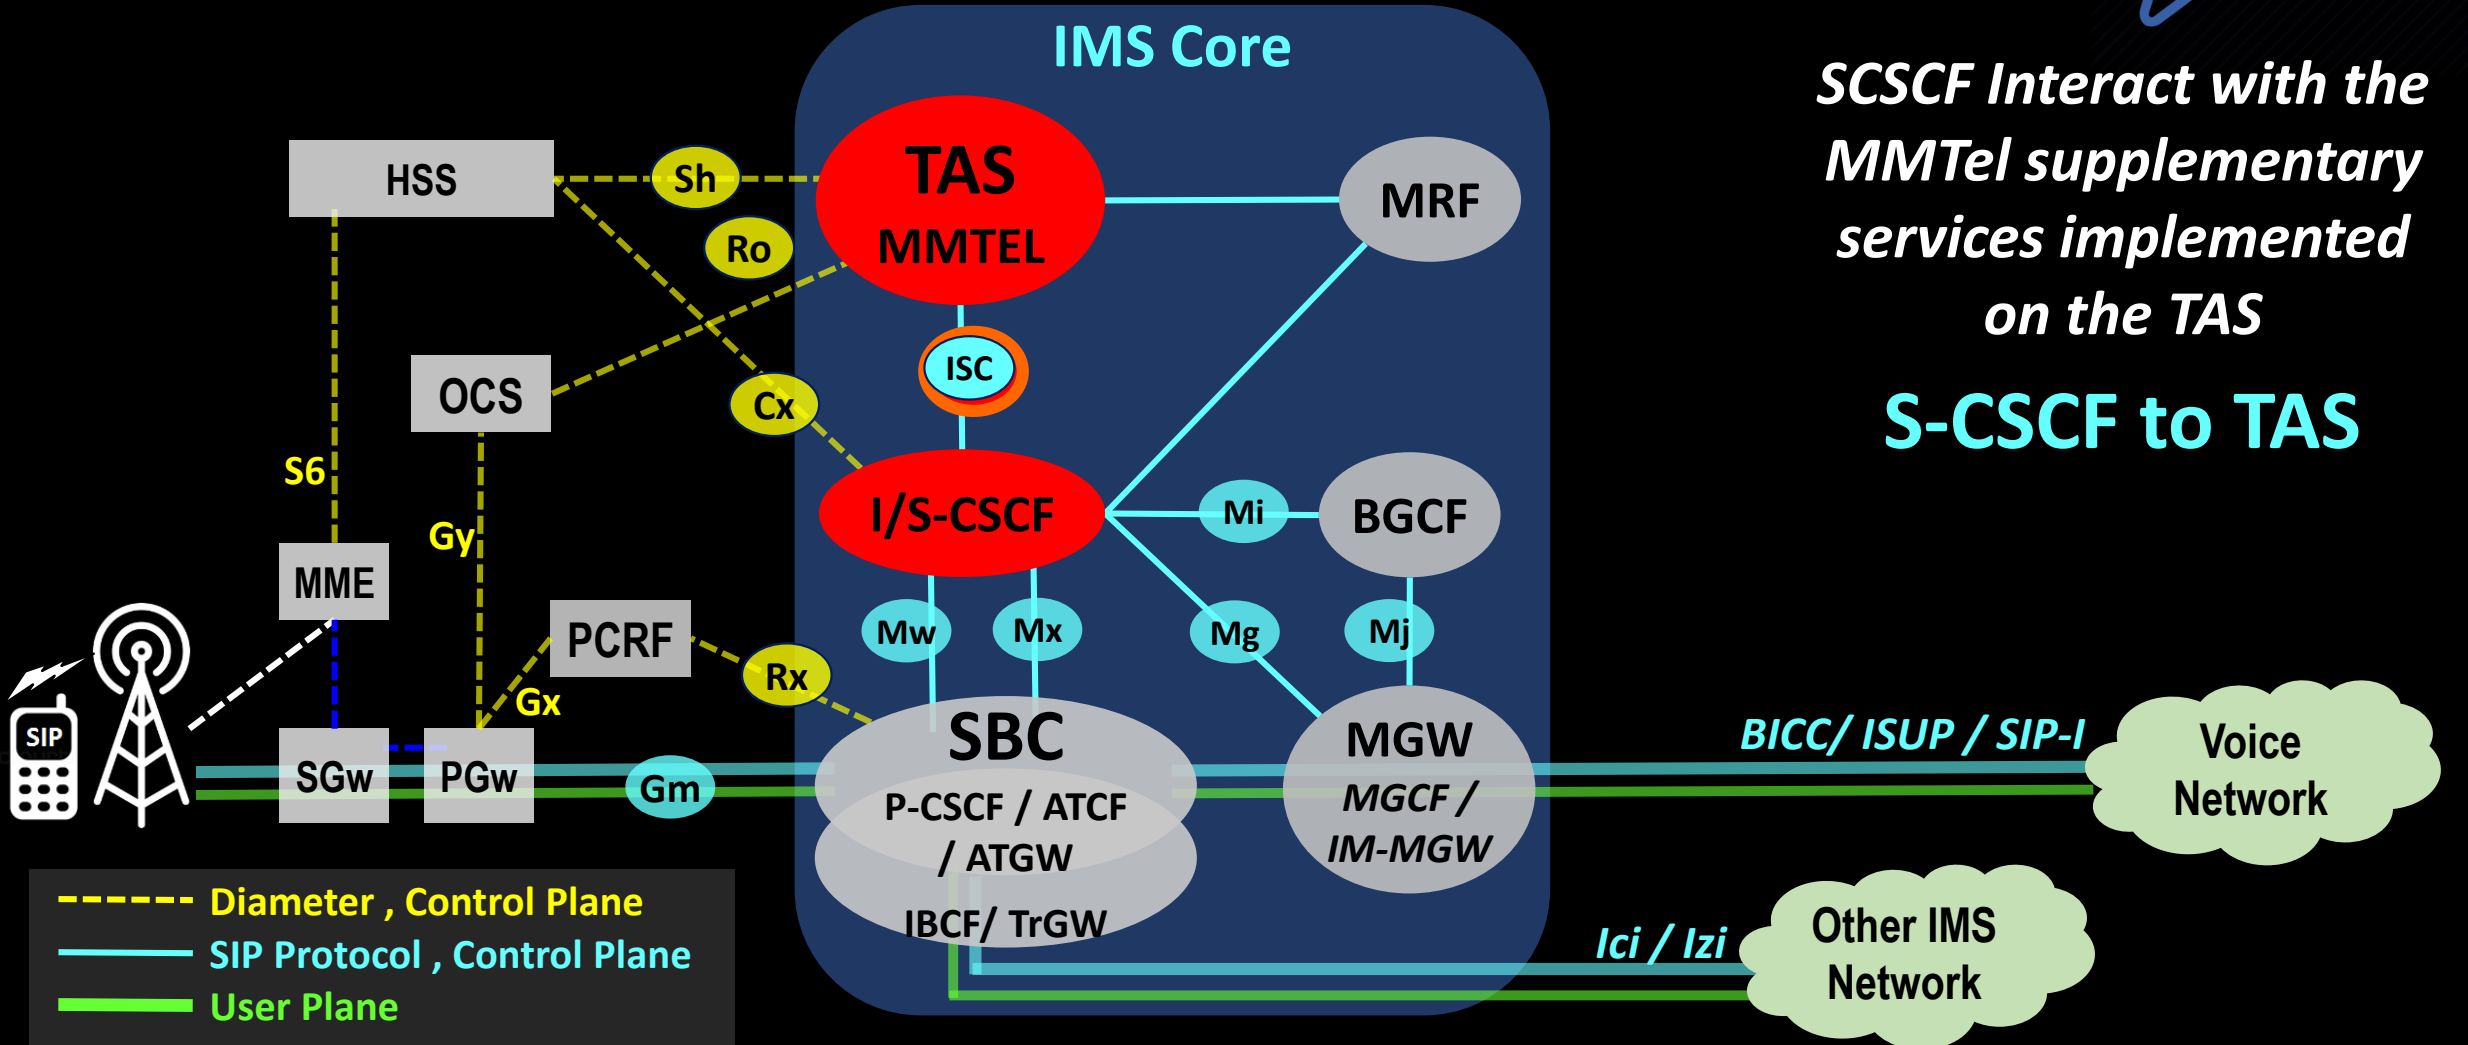 IMS Core
SCSCF Interact with the
MMTel supplementary
services implemented
on the TAS
S-CSCF to TAS
HSS
Sh
TAS
MMTEL
MRF
Ro
ISC
OCS
Cx
S6
Gy
I/S-CSCF
Mi
BGCF
MME
PCRF
Mw
Mx
Mg
Mj
Rx
Gx
SIP
SGw
PGw
Gm
SBC
P-CSCF / ATCF
/ ATGW
IBCF/ TrGW
MGW
MGCF /
IM-MGW
BICC/ ISUP / SIP-I
Voice
Network
Ici / Izi
Other IMS
Network
Diameter , Control Plane
SIP Protocol , Control Plane
User Plane